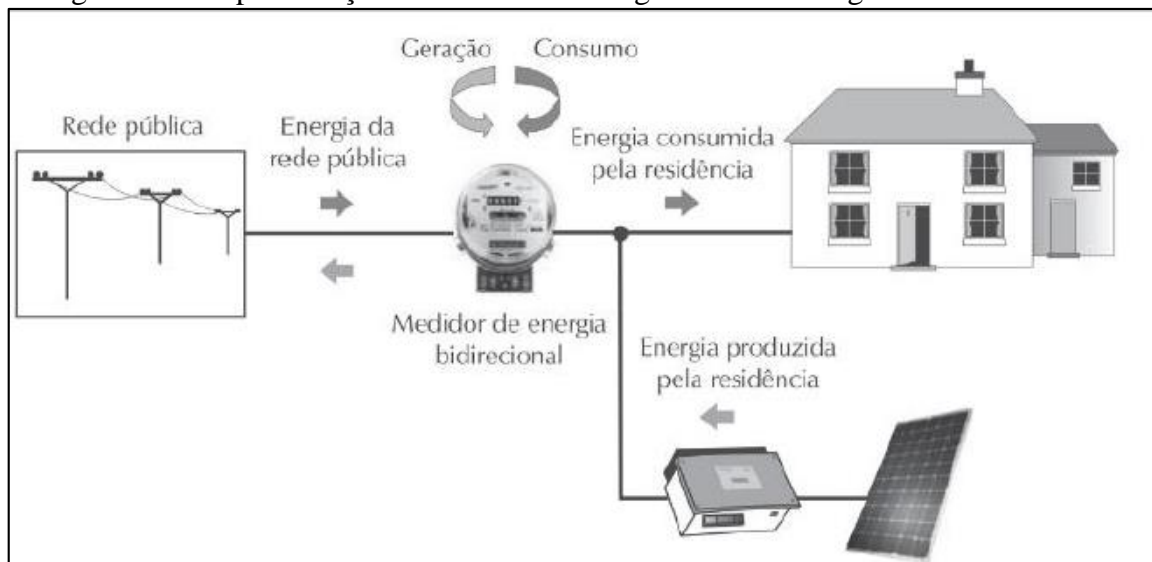 Geração
Consumo
Rede pública
Energia da
rede pública
Energia consumida
pela residência
Medidor de energia
bidirecional
Energia produzida
pela residência